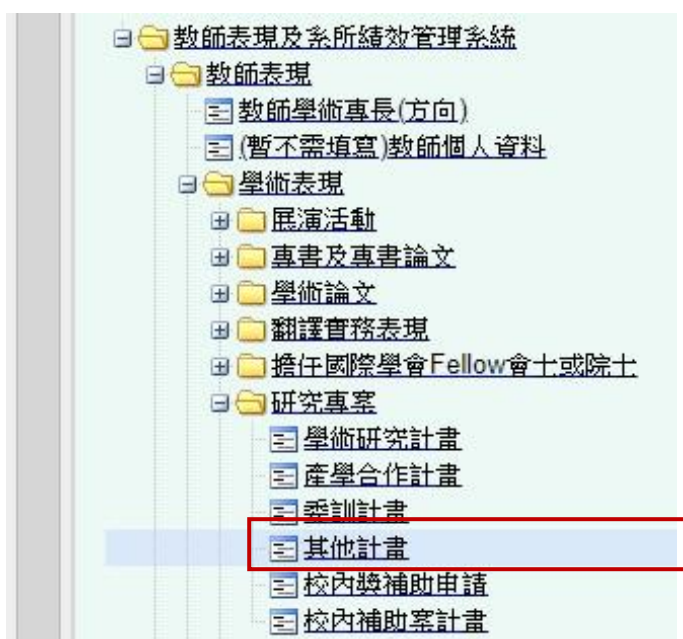 教師表現及系所績效管理系統
教師表現
教師學術專長(方向)
(暫不需填寫)教師個人資料
學術表現
展演活動
專書及專書論文
學術論文
翻譯實務表現
擔任國際學會Fellow會士或院士
研究專案
學術研究計畫
產學合作計畫
委訓計畫
其他計畫
校內獎補助申請
校內補助案計畫